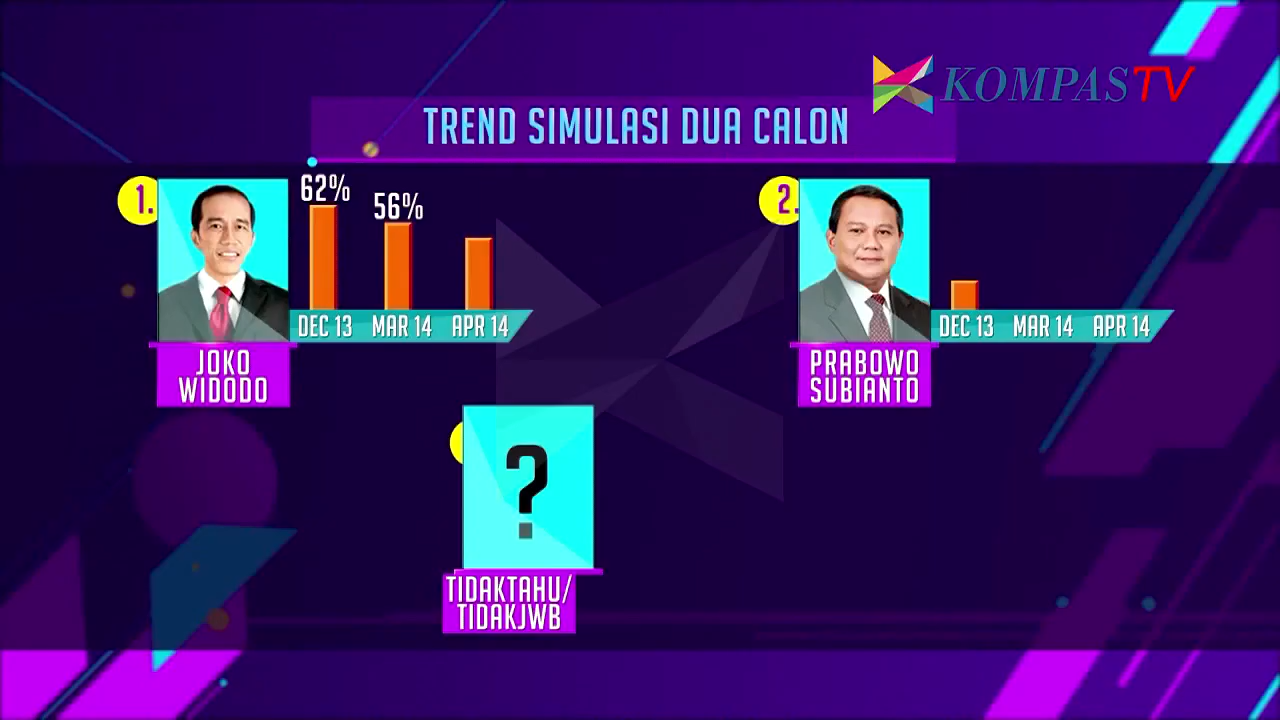 KOMPASTV
TREND SIMULASI DUA CALON
1.
62%
56%
DEC 13 MAR 14 APR 14
JOKO
WIDODO
2.
DEC 13 MAR 14 APR 14
PRABOWO
SUBIANTO
?
TIDAKTAHU/
TIDAKJWB